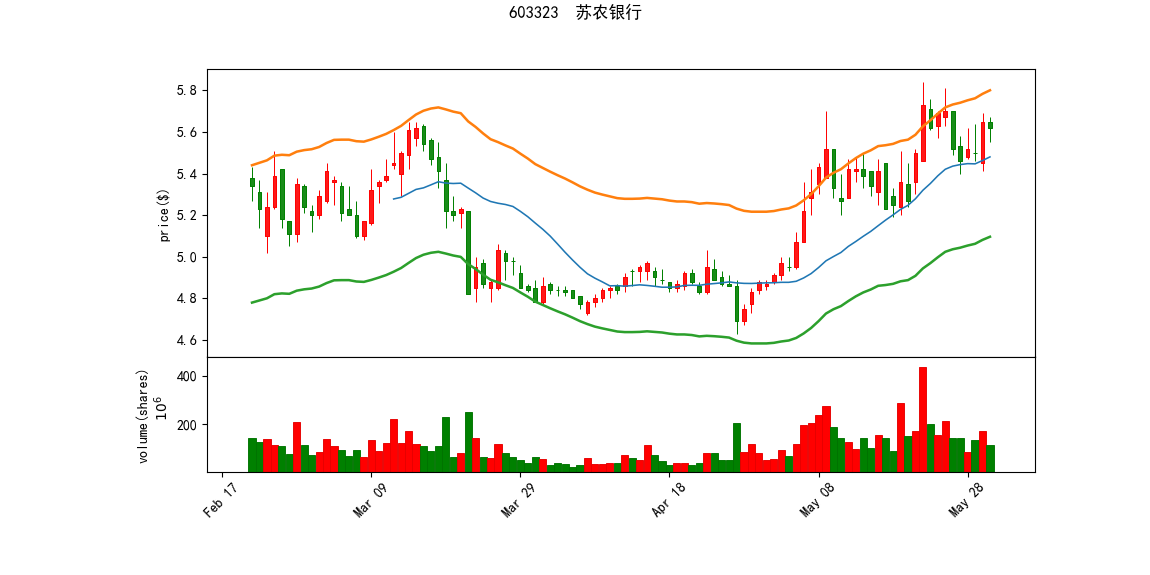 603323 苏农银行
price($)
5.8
5.6
5.4
5.2
5.0
4.8
4.6
volume(shares)
10^6
400
200
Feb 17
Mar 09
Mar 29
Apr 18
May 08
May 28